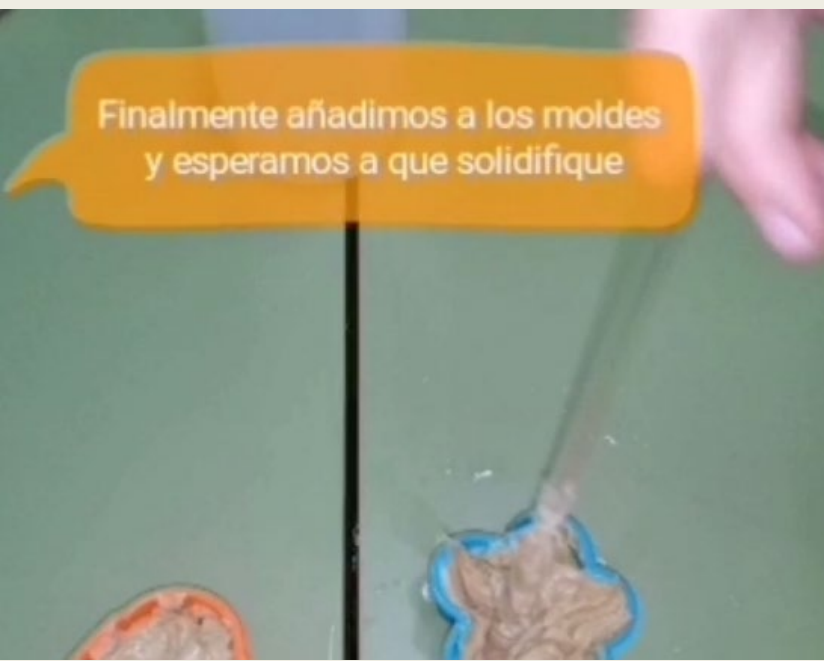 Finalmente añadimos a los moldes
y esperamos a que solidifique